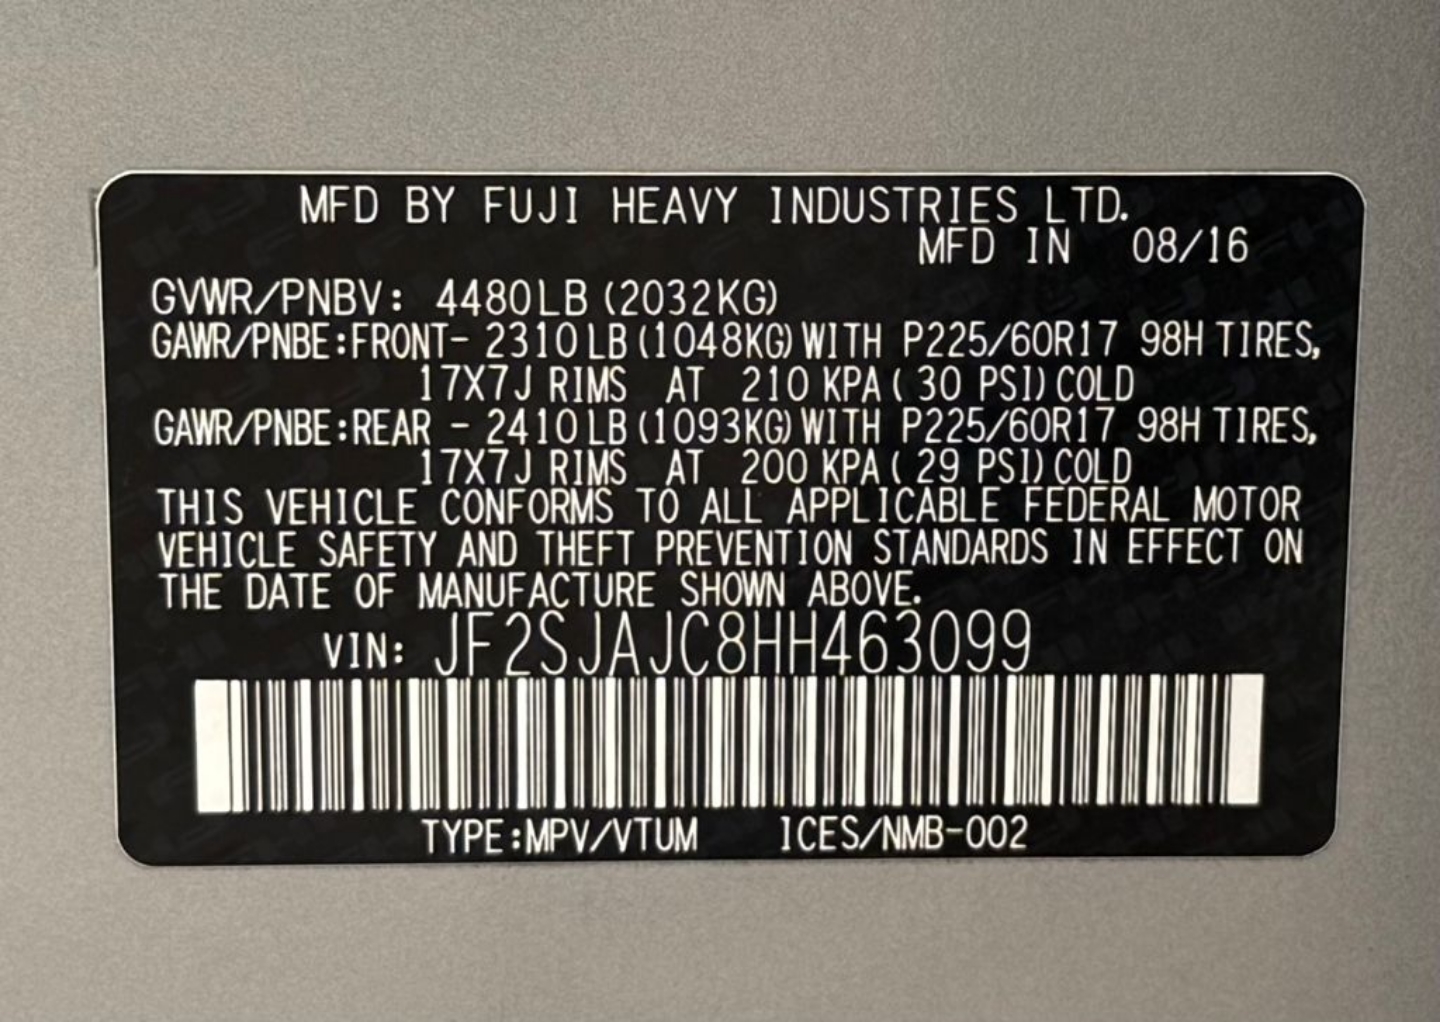 MFD BY FUJI HEAVY INDUSTRIES LTD.
MFD IN 08/16
GVWR/PNBV: 4480LB (2032KG)
GAWR/PNBE:FRONT- 2310LB (1048KG) WITH P225/60R17 98H TIRES,
17X7J RIMS AT 210 KPA ( 30 PSI) COLD
GAWR/PNBE:REAR - 2410LB (1093KG) WITH P225/60R17 98H TIRES,
17X7J RIMS AT 200 KPA ( 29 PSI) COLD
THIS VEHICLE CONFORMS TO ALL APPLICABLE FEDERAL MOTOR
VEHICLE SAFETY AND THEFT PREVENTION STANDARDS IN EFFECT ON
THE DATE OF MANUFACTURE SHOWN ABOVE.
VIN: JF2SJAJC8HH463099
TYPE:MPV/VTUM ICES/NMB-002